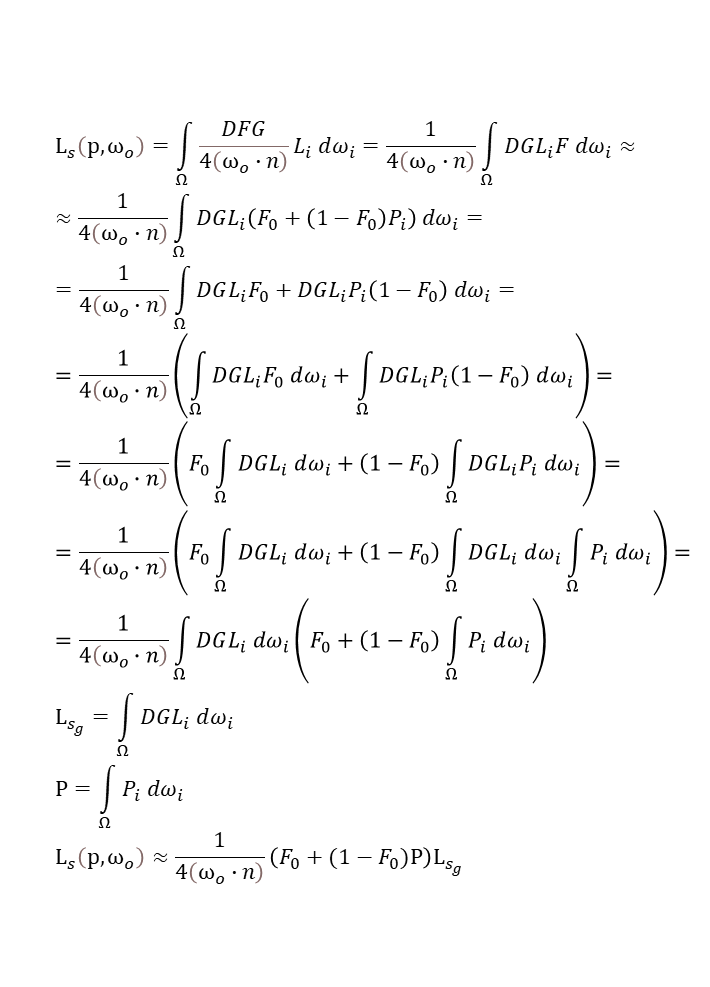 L_s(p,ω_o) = ∫_Ω DFG/4(ω_o · n) L_i dω_i = 1/4(ω_o · n) ∫_Ω DGL_iF dω_i ≈
≈ 1/4(ω_o · n) ∫_Ω DGL_i(F_0 + (1 − F_0)P_i) dω_i =
= 1/4(ω_o · n) ∫_Ω DGL_iF_0 + DGL_iP_i(1 − F_0) dω_i =
= 1/4(ω_o · n) (∫_Ω DGL_iF_0 dω_i + ∫_Ω DGL_iP_i(1 − F_0) dω_i) =
= 1/4(ω_o · n) (F_0 ∫_Ω DGL_i dω_i + (1 − F_0) ∫_Ω DGL_iP_i dω_i) =
= 1/4(ω_o · n) (F_0 ∫_Ω DGL_i dω_i + (1 − F_0) ∫_Ω DGL_i dω_i ∫_Ω P_i dω_i) =
= 1/4(ω_o · n) ∫_Ω DGL_i dω_i (F_0 + (1 − F_0) ∫_Ω P_i dω_i)
L_{s_g} = ∫_Ω DGL_i dω_i
P = ∫_Ω P_i dω_i
L_s(p,ω_o) ≈ 1/4(ω_o · n) (F_0 + (1 − F_0)P)L_{s_g}